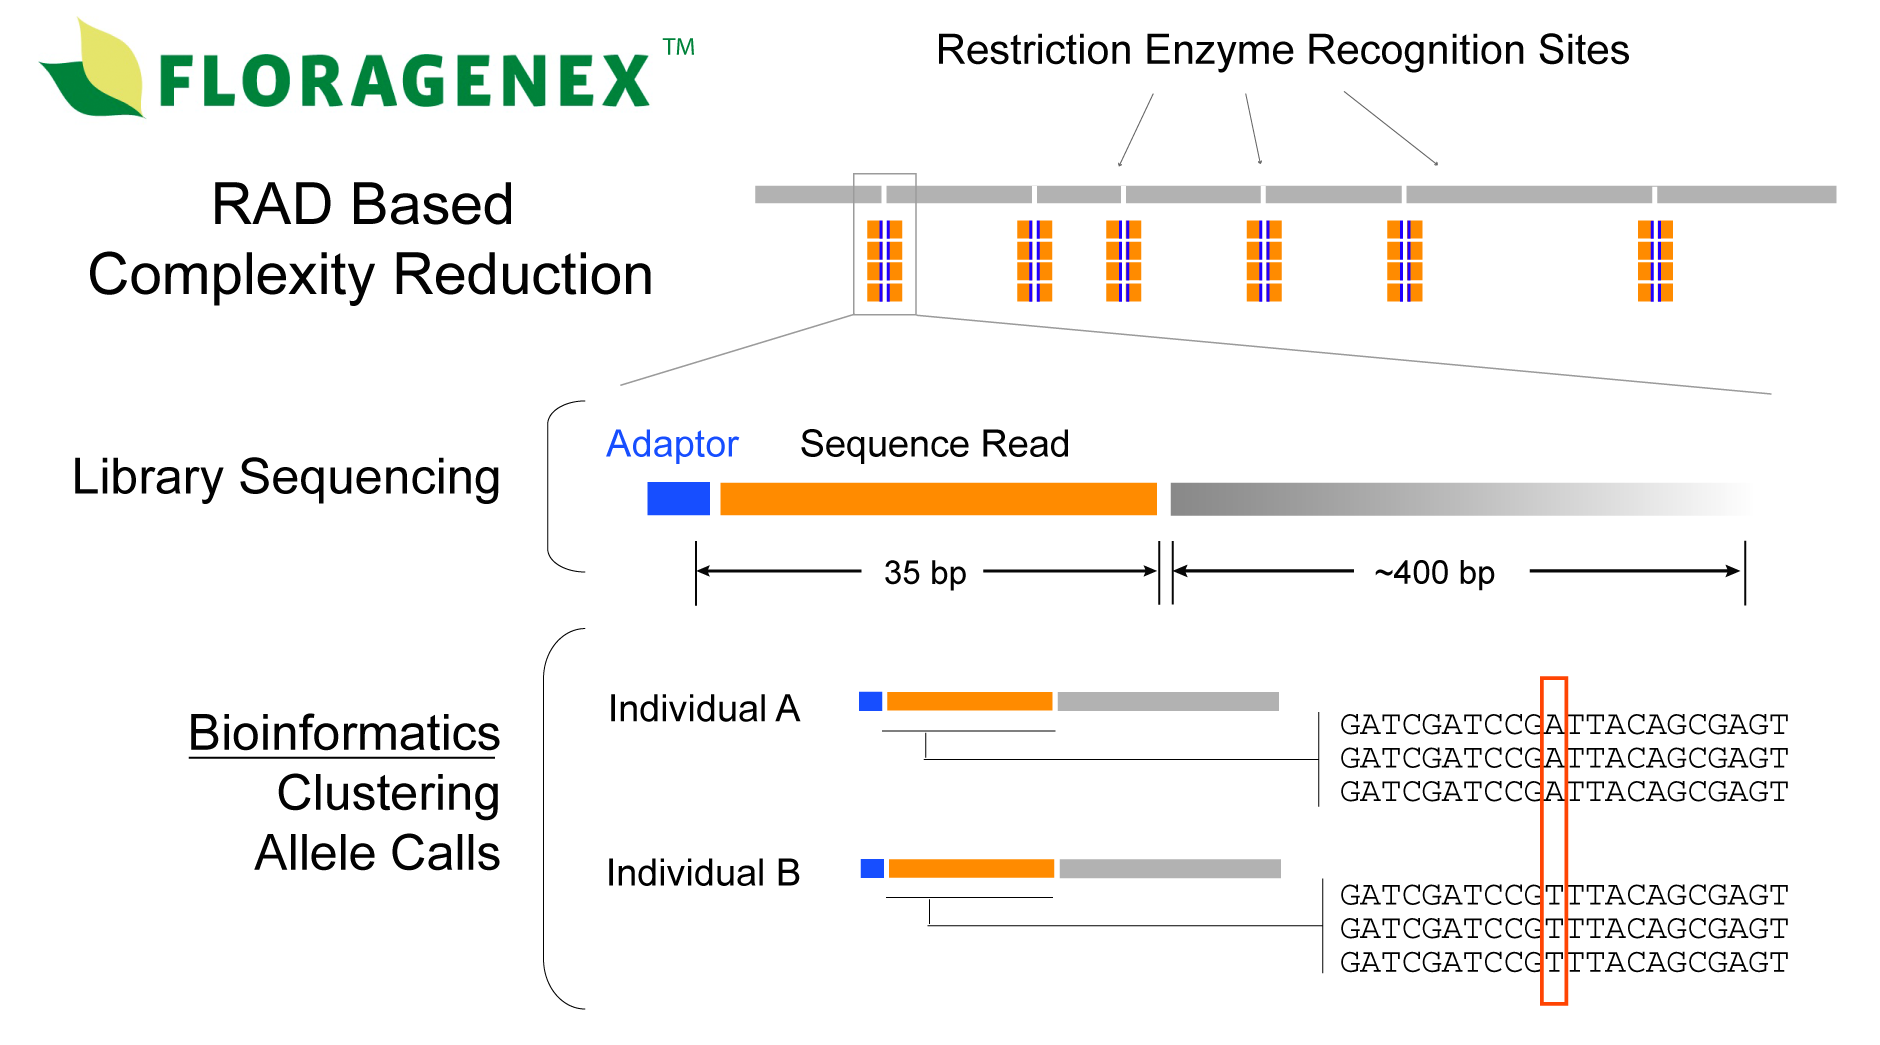 FLORAGENEX™
Restriction Enzyme Recognition Sites
RAD Based
Complexity Reduction
Library Sequencing
Adaptor
Sequence Read
35 bp
~400 bp
Bioinformatics
Clustering
Allele Calls
Individual A
GATCGATCCGATTACAGCGAGT
GATCGATCCGATTACAGCGAGT
GATCGATCCGATTACAGCGAGT
Individual B
GATCGATCCGTTTACAGCGAGT
GATCGATCCGTTTACAGCGAGT
GATCGATCCGTTTACAGCGAGT